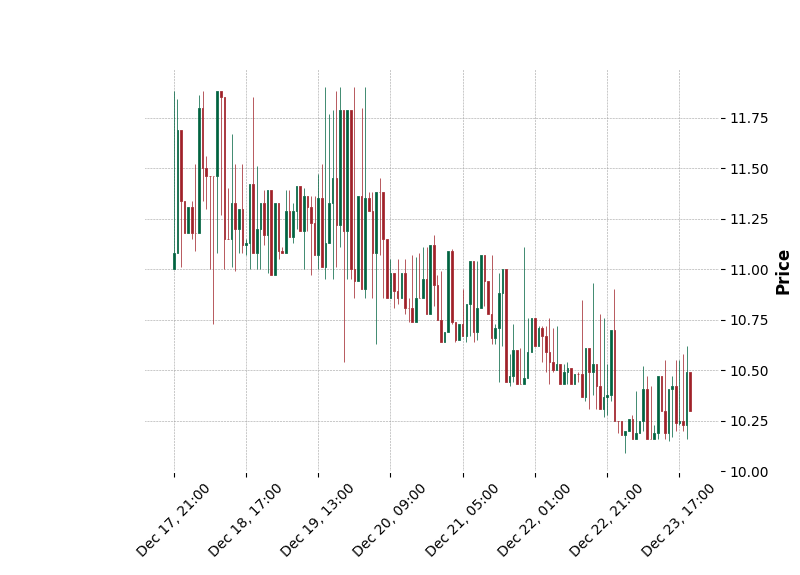 11.75
11.50
11.25
11.00
10.75
10.50
10.25
10.00
Price
Dec 17, 21:00
Dec 18, 17:00
Dec 19, 13:00
Dec 20, 09:00
Dec 21, 05:00
Dec 22, 01:00
Dec 22, 21:00
Dec 23, 17:00